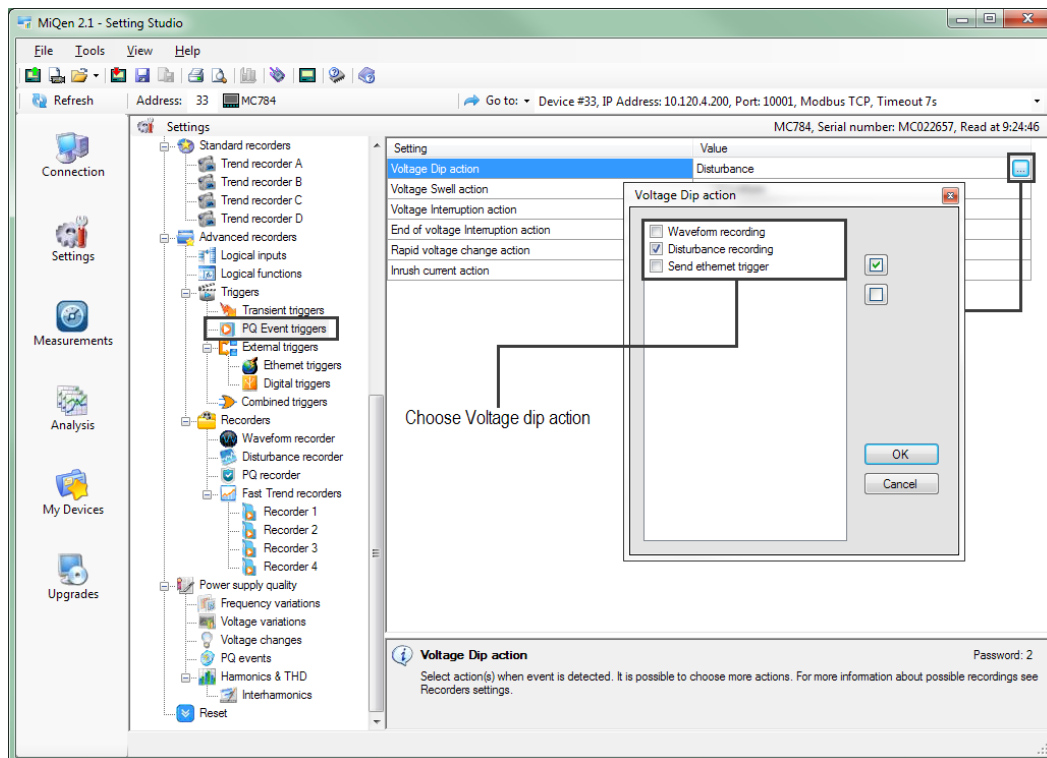 MiQen 2.1 - Setting Studio
File Tools View Help
Refresh Address: 33 MC784 Go to: Device #33, IP Address: 10.120.4.200, Port: 10001, Modbus TCP, Timeout 7s
Settings MC784, Serial number: MC022657, Read at 9:24:46
Connection
Settings
Measurements
Analysis
My Devices
Upgrades
Standard recorders
Trend recorder A
Trend recorder B
Trend recorder C
Trend recorder D
Advanced recorders
Logical inputs
Logical functions
Triggers
Transient triggers
PQ Event triggers
External triggers
Ethernet triggers
Digital triggers
Combined triggers
Recorders
Waveform recorder
Disturbance recorder
PQ recorder
Fast Trend recorders
Recorder 1
Recorder 2
Recorder 3
Recorder 4
Power supply quality
Frequency variations
Voltage variations
Voltage changes
PQ events
Harmonics & THD
Interharmonics
Reset
Setting Value
Voltage Dip action Disturbance ...
Voltage Swell action
Voltage Interruption action
End of voltage Interruption action
Rapid voltage change action
Inrush current action
Voltage Dip action
Waveform recording
Disturbance recording
Send ethernet trigger
OK
Cancel
Choose Voltage dip action
Voltage Dip action Password: 2
Select action(s) when event is detected. It is possible to choose more actions. For more information about possible recordings see
Recorders settings.